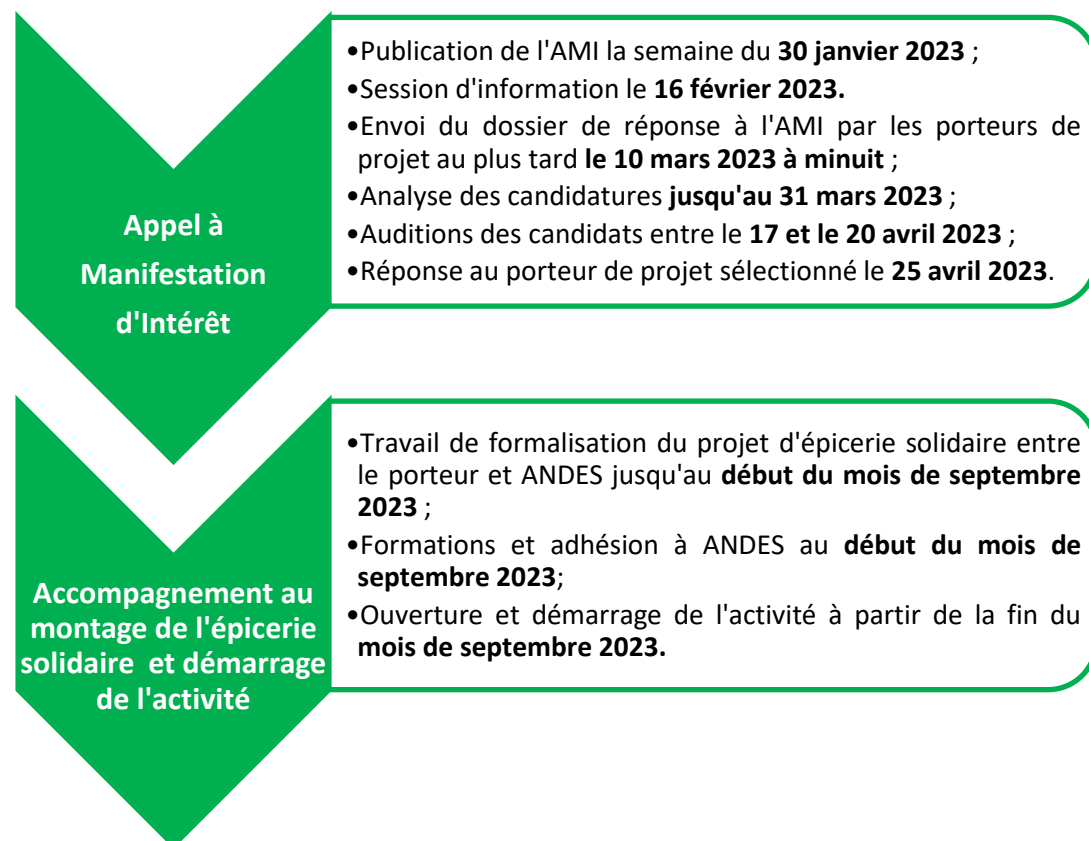 Appel à
Manifestation
d'Intérêt
•Publication de l'AMI la semaine du 30 janvier 2023 ;
•Session d'information le 16 février 2023.
•Envoi du dossier de réponse à l'AMI par les porteurs de
projet au plus tard le 10 mars 2023 à minuit ;
•Analyse des candidatures jusqu'au 31 mars 2023 ;
•Auditions des candidats entre le 17 et le 20 avril 2023 ;
•Réponse au porteur de projet sélectionné le 25 avril 2023.
Accompagnement au
montage de l'épicerie
solidaire et démarrage
de l'activité
•Travail de formalisation du projet d'épicerie solidaire entre
le porteur et ANDES jusqu'au début du mois de septembre
2023 ;
•Formations et adhésion à ANDES au début du mois de
septembre 2023;
•Ouverture et démarrage de l'activité à partir de la fin du
mois de septembre 2023.